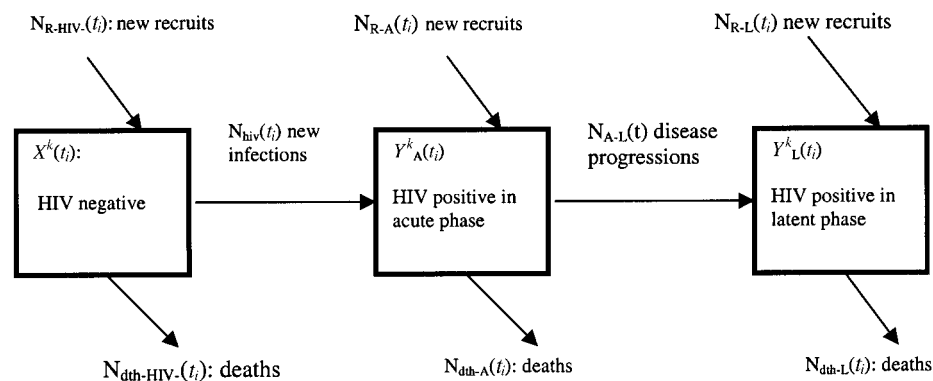 N_R-HIV-(t_i): new recruits
N_R-A(t_i) new recruits
N_R-L(t_i) new recruits
X^k(t_i):
HIV negative
N_hiv(t_i) new
infections
Y^k_A(t_i)
HIV positive in
acute phase
N_A-L(t) disease
progressions
Y^k_L(t_i)
HIV positive in
latent phase
N_dth-HIV-(t_i): deaths
N_dth-A(t_i): deaths
N_dth-L(t_i): deaths